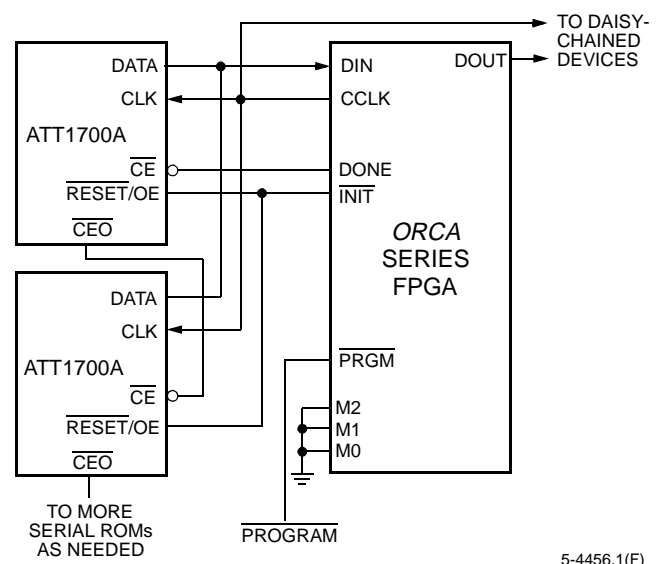 TO DAISY-
CHAINED
DEVICES
DATA
CLK
ATT1700A
CE
RESET/OE
CEO
DIN
DOUT
CCLK
DONE
INIT
ORCA
SERIES
FPGA
PRGM
M2
M1
M0
DATA
CLK
ATT1700A
CE
RESET/OE
CEO
TO MORE
SERIAL ROMs
AS NEEDED
PROGRAM
5-4456.1(F)